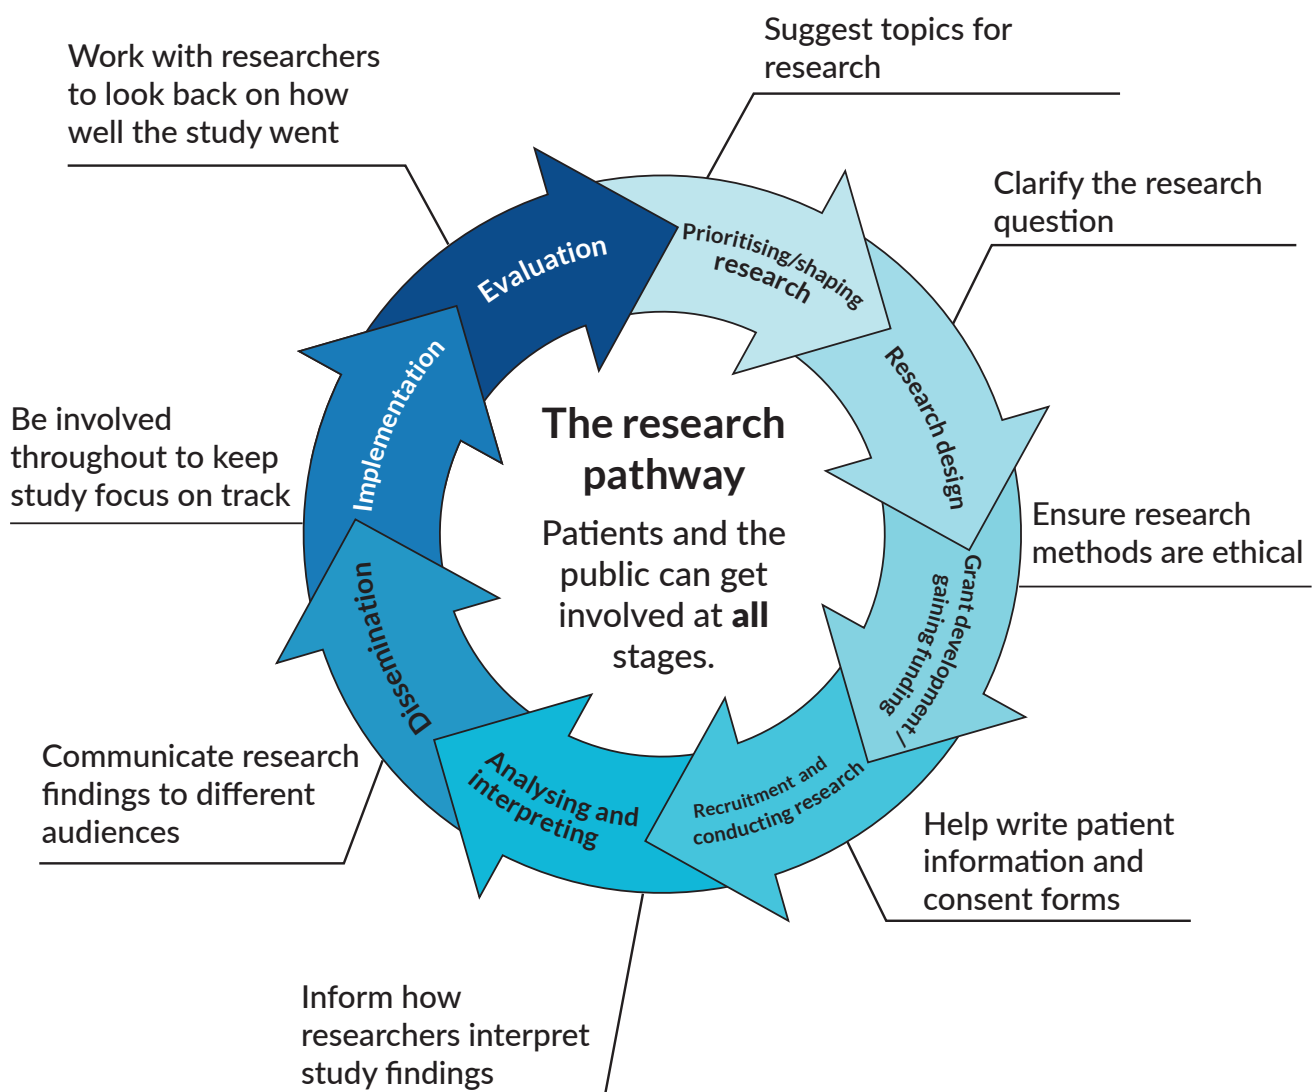 Suggest topics for
research
Work with researchers
to look back on how
well the study went
Clarify the research
question
Evaluation
Prioritising/shaping
research
Research design
Implementation
The research
pathway
Patients and the
public can get
involved at all
stages.
Be involved
throughout to keep
study focus on track
Ensure research
methods are ethical
Grant development /
gaining funding
Dissemination
Recruitment and
conducting research
Analysing and
interpreting
Communicate research
findings to different
audiences
Help write patient
information and
consent forms
Inform how
researchers interpret
study findings